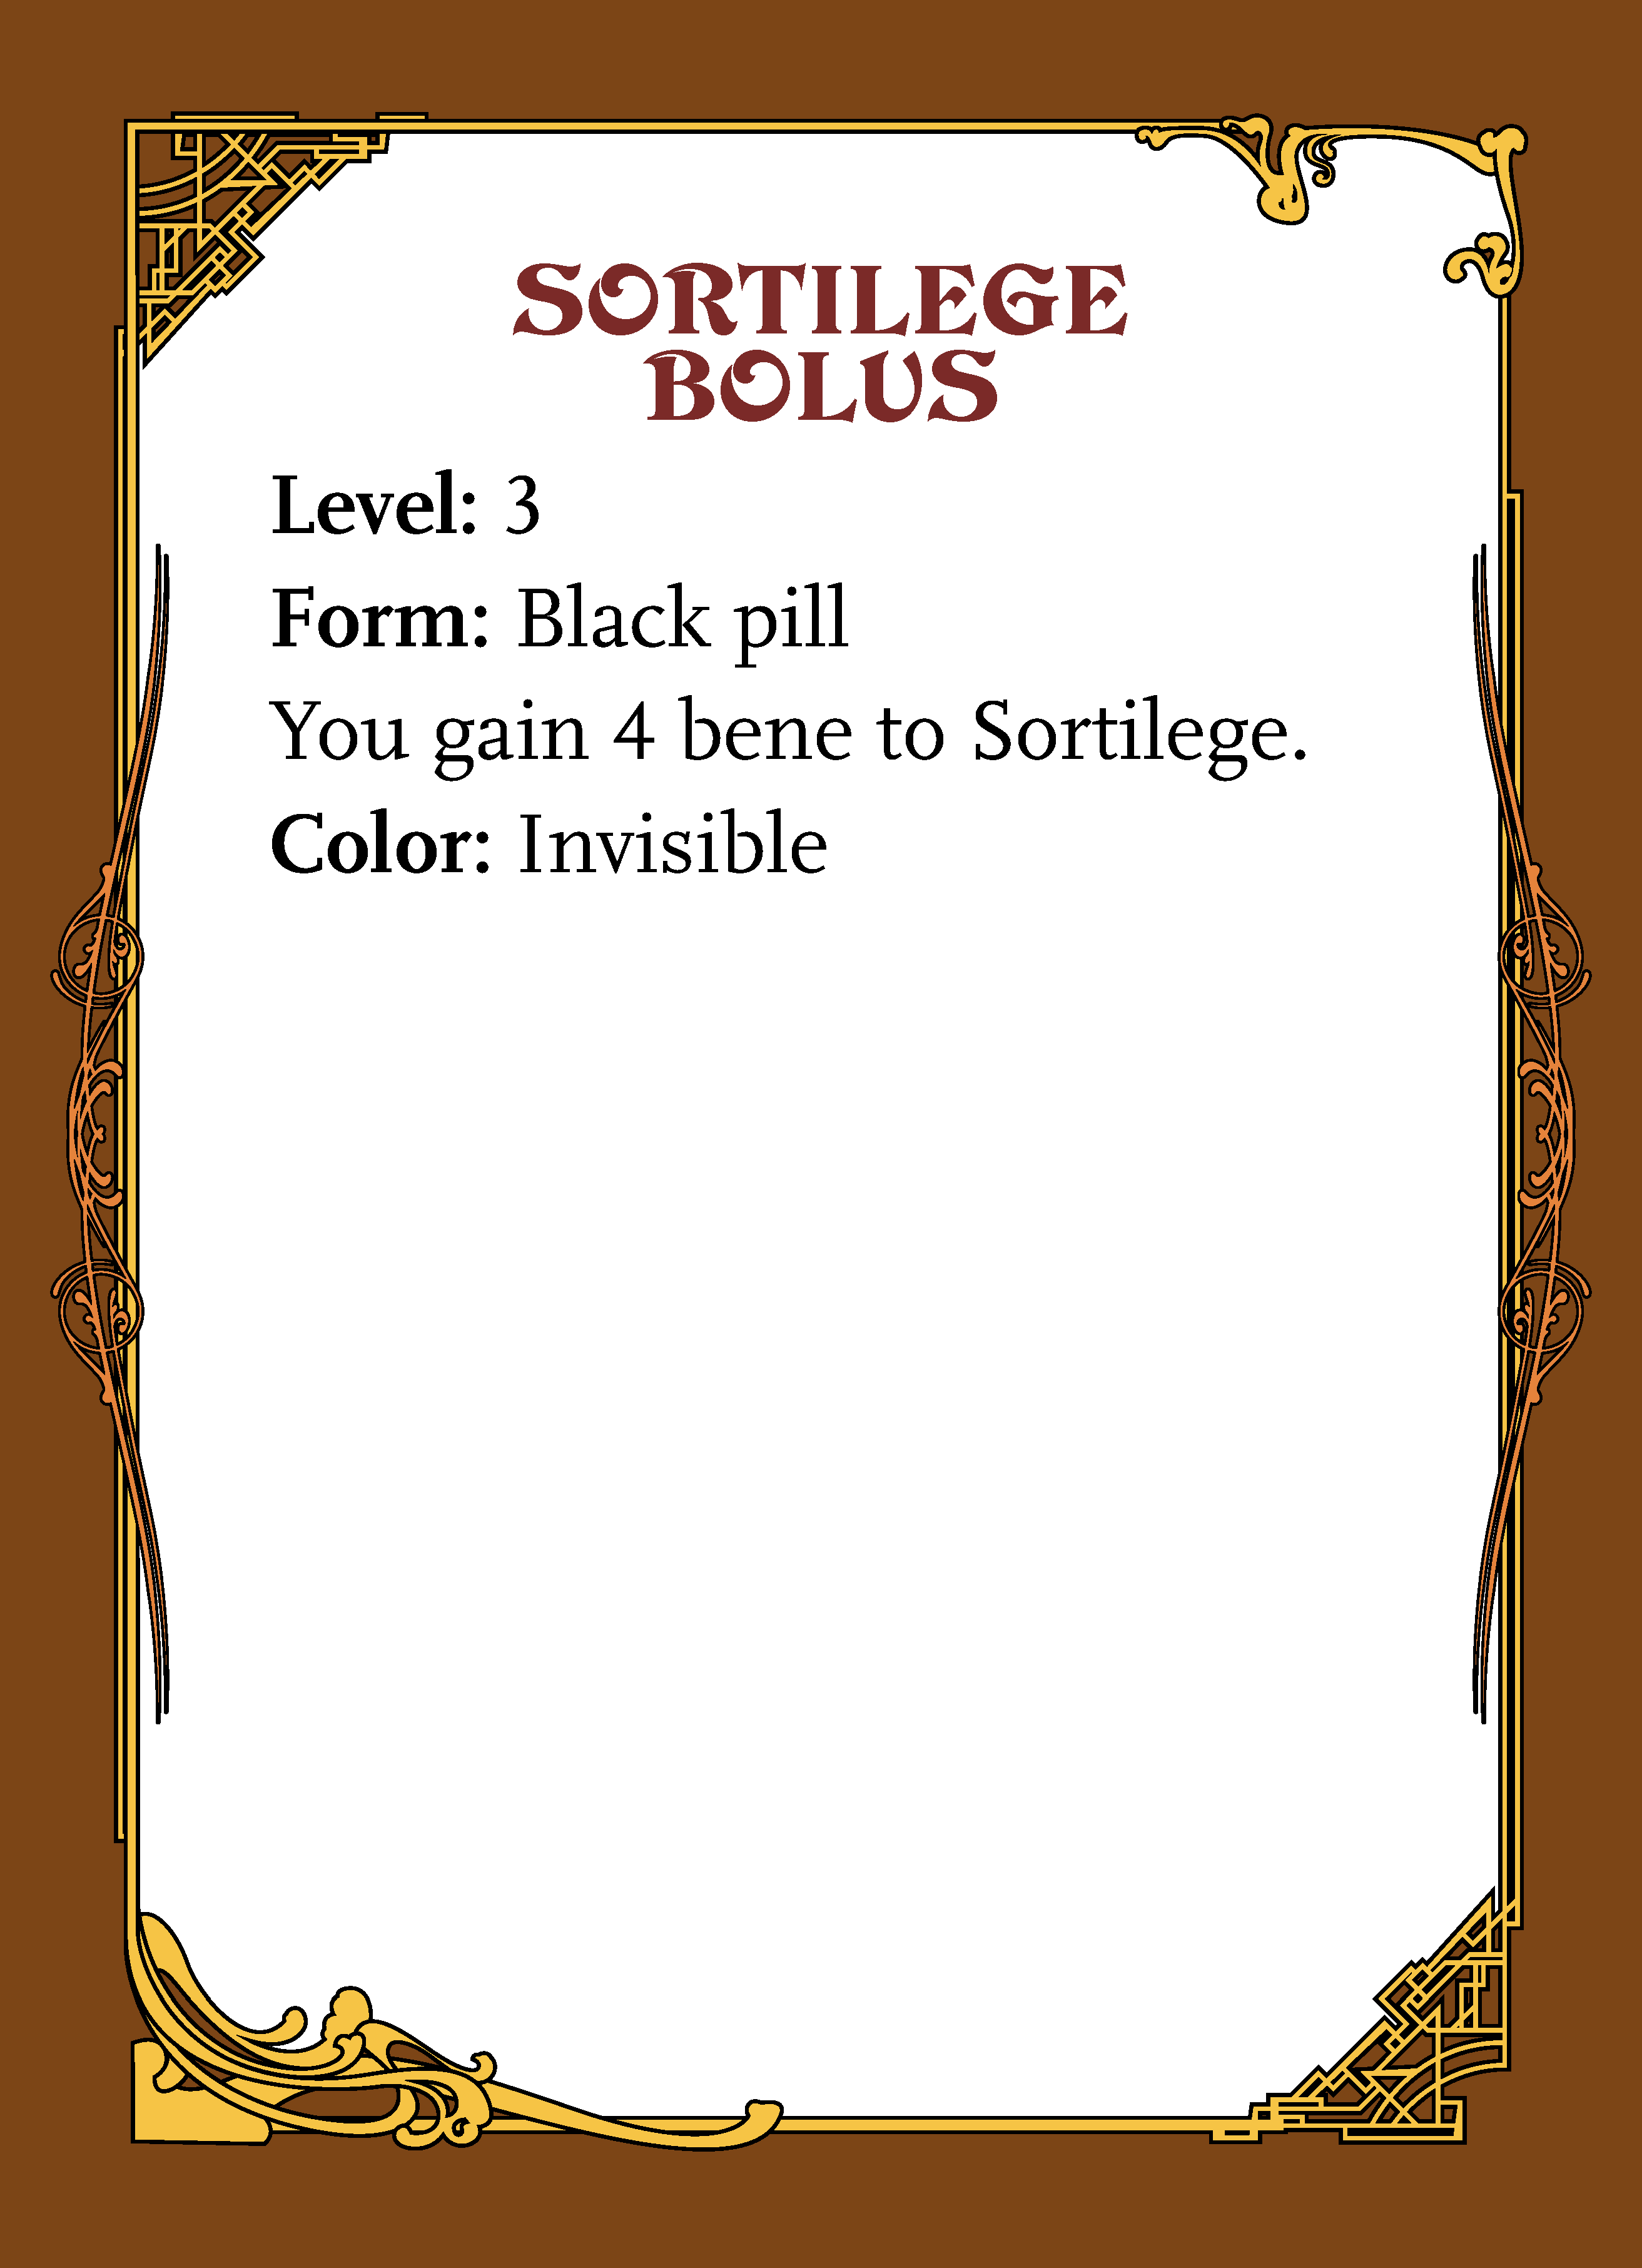 SORTILEGE
BOLUS
Level: 3
Form: Black pill
You gain 4 bene to Sortilege.
Color: Invisible